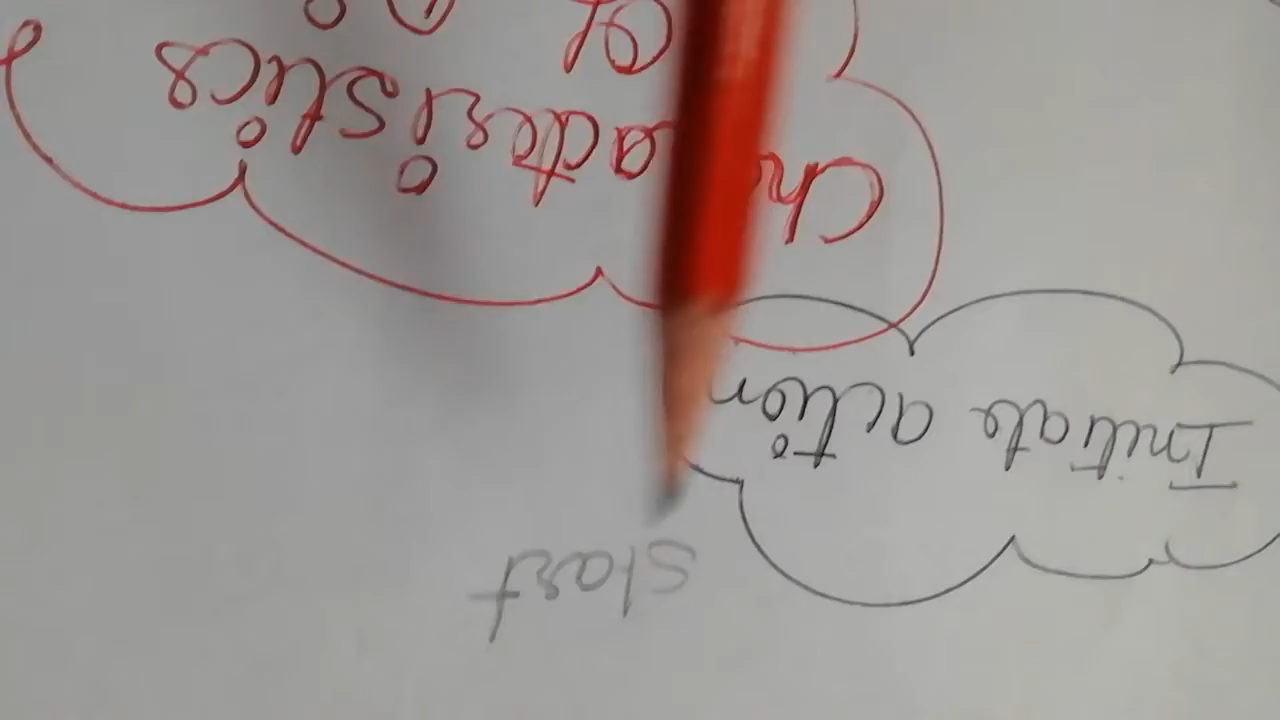 Start
Initiate action
Characteristics
of